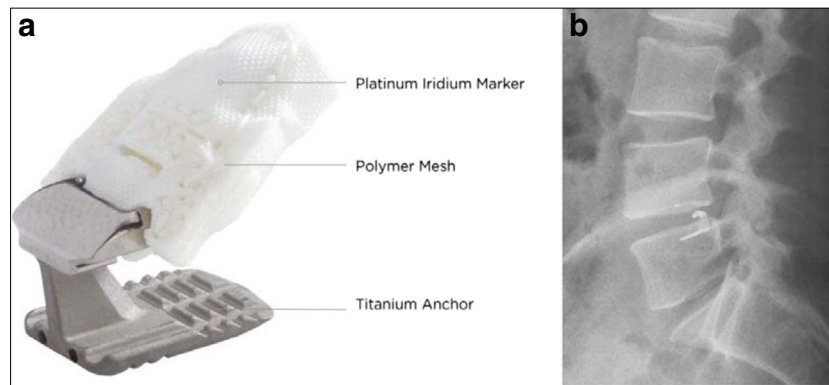 a
b
Platinum Iridium Marker
Polymer Mesh
Titanium Anchor